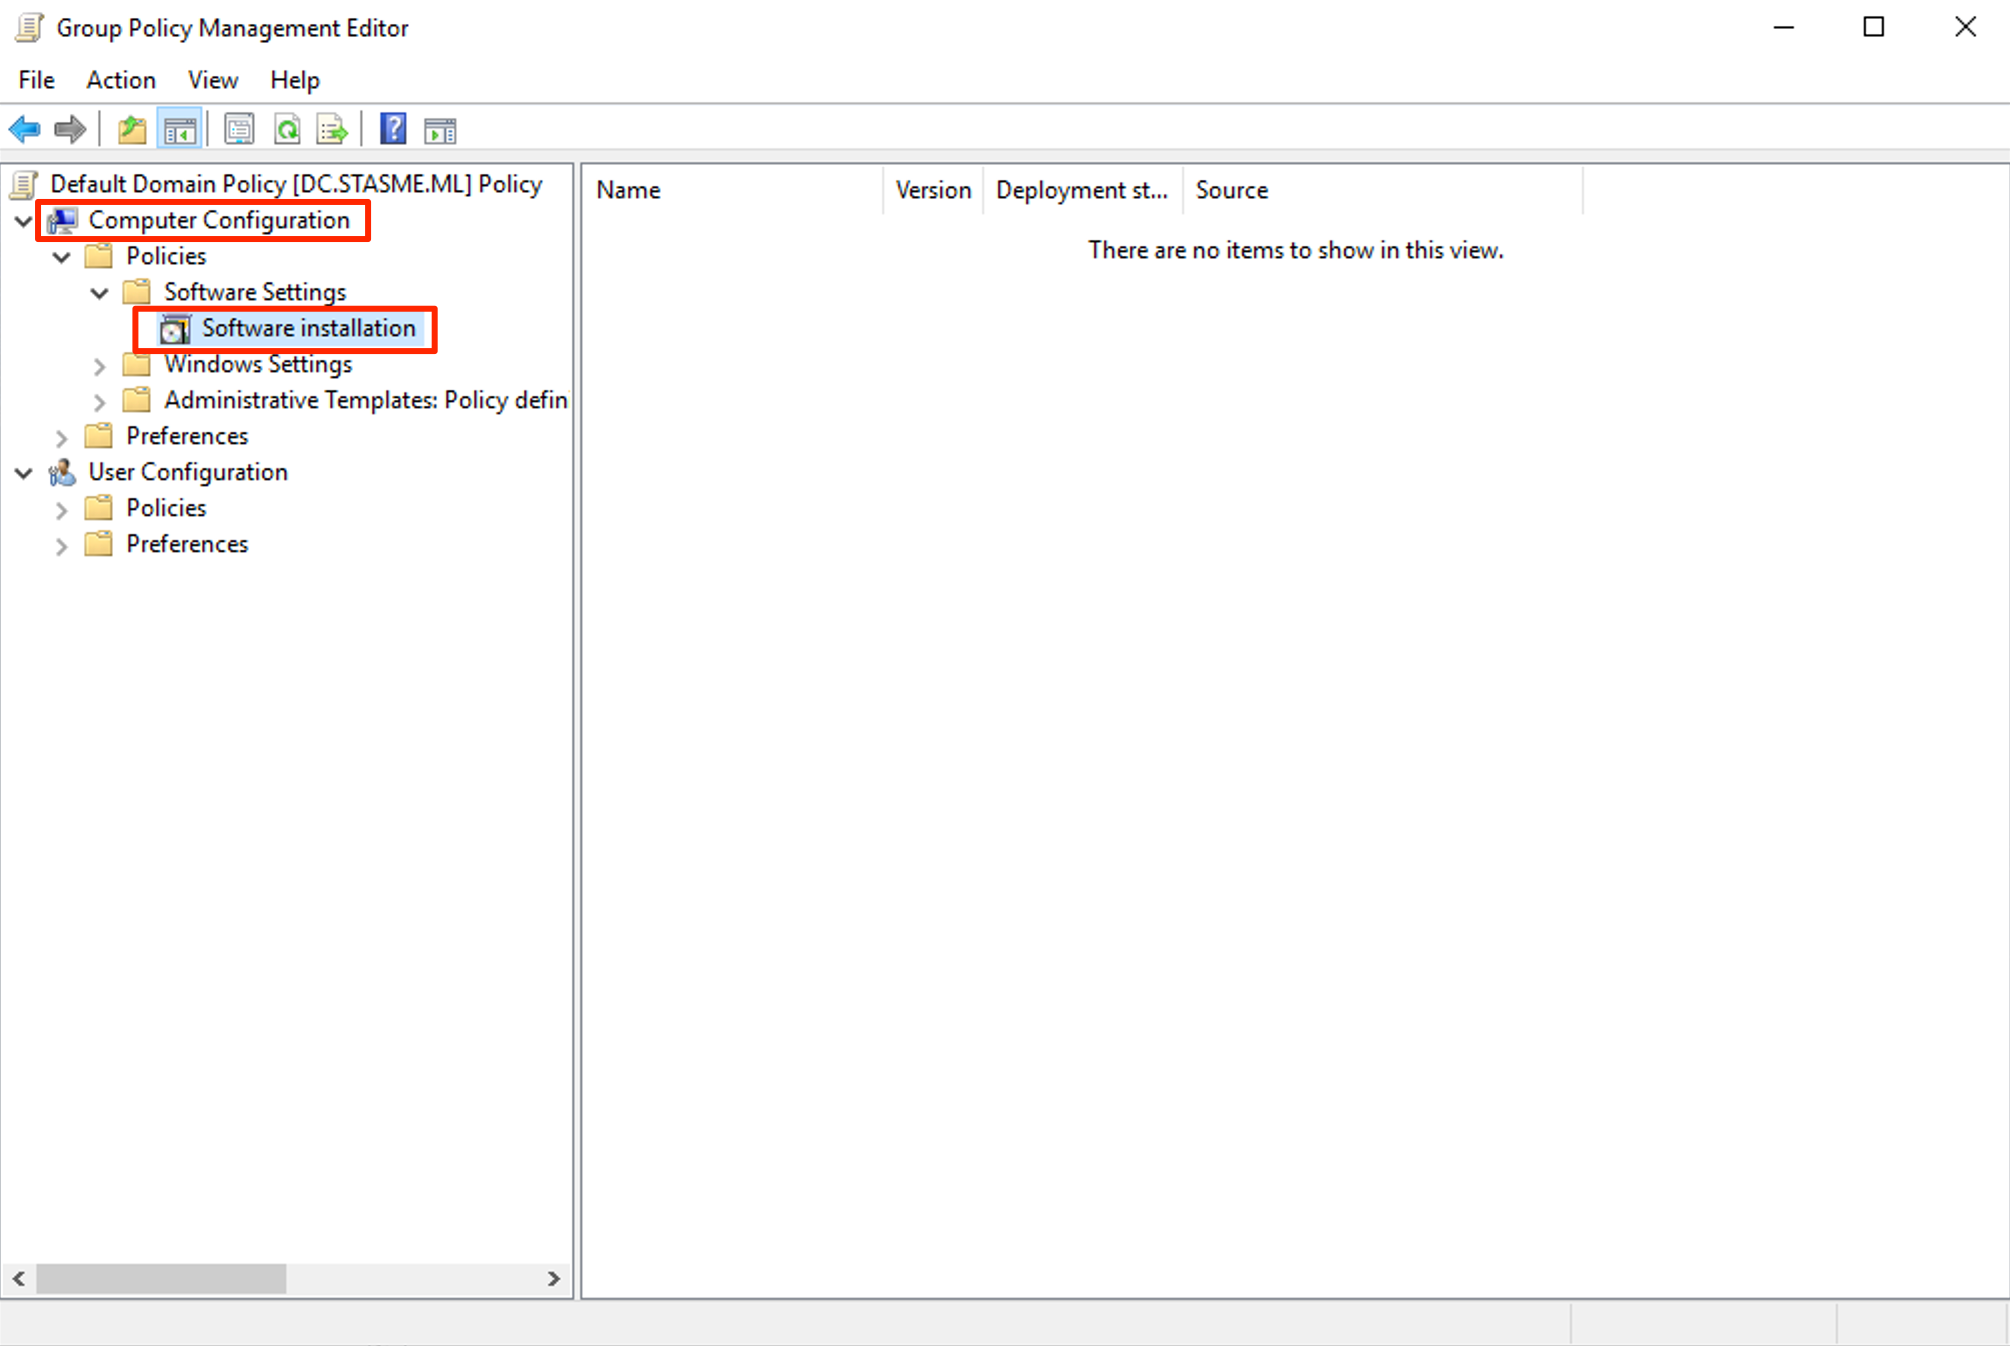 Group Policy Management Editor
File Action View Help
Default Domain Policy [DC.STASME.ML] Policy
Computer Configuration
Policies
Software Settings
Software installation
Windows Settings
Administrative Templates: Policy defin
Preferences
User Configuration
Policies
Preferences
Name Version Deployment st... Source
There are no items to show in this view.